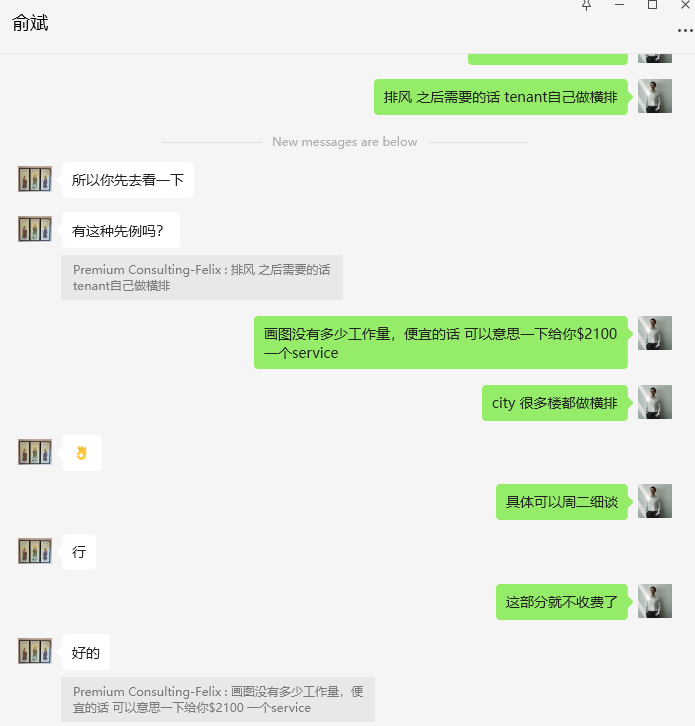 俞斌
排风 之后需要的话 tenant自己做横排
New messages are below
所以你先去看一下
有这种先例吗?
Premium Consulting-Felix : 排风 之后需要的话
tenant自己做横排
画图没有多少工作量，便宜的话 可以意思一下给你$2100
一个service
city 很多楼都做横排
具体可以周二细谈
行
这部分就不收费了
好的
Premium Consulting-Felix : 画图没有多少工作量，便
宜的话 可以意思一下给你$2100 一个service